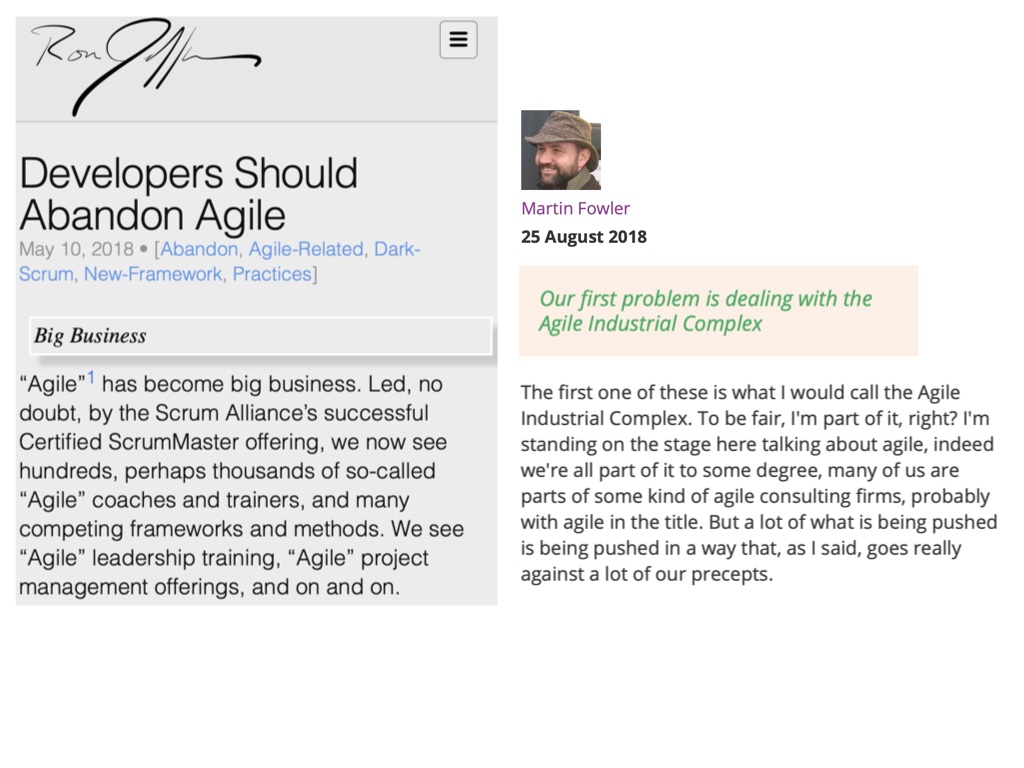 Ron Jeffries
Developers Should
Abandon Agile
May 10, 2018 • [Abandon, Agile-Related, Dark-
Scrum, New-Framework, Practices]
Big Business
“Agile”1 has become big business. Led, no
doubt, by the Scrum Alliance’s successful
Certified ScrumMaster offering, we now see
hundreds, perhaps thousands of so-called
“Agile” coaches and trainers, and many
competing frameworks and methods. We see
“Agile” leadership training, “Agile” project
management offerings, and on and on.
Martin Fowler
25 August 2018
Our first problem is dealing with the
Agile Industrial Complex
The first one of these is what I would call the Agile
Industrial Complex. To be fair, I'm part of it, right? I'm
standing on the stage here talking about agile, indeed
we're all part of it to some degree, many of us are
parts of some kind of agile consulting firms, probably
with agile in the title. But a lot of what is being pushed
is being pushed in a way that, as I said, goes really
against a lot of our precepts.